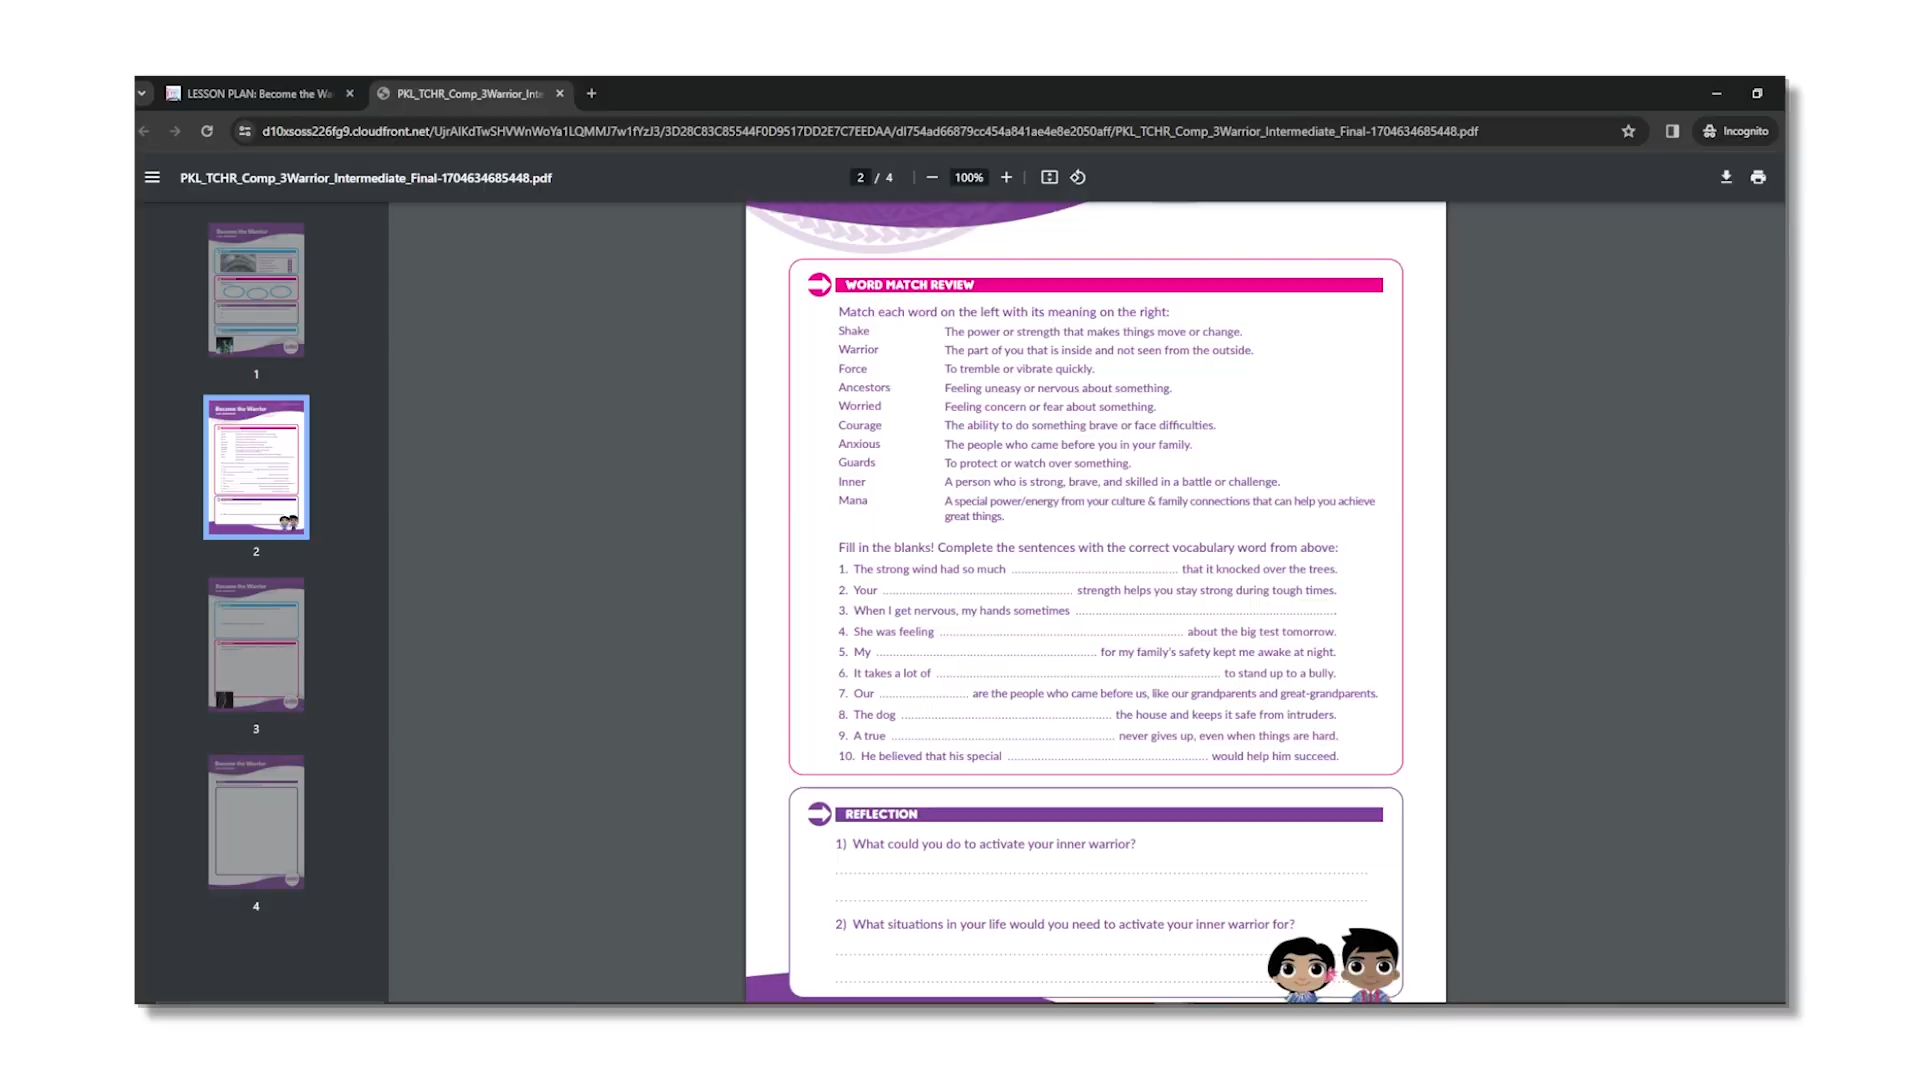 LESSON PLAN: Become the Wa
PKL_TCHR_Comp_3Warrior_Inte
d10xsoss226fg9.cloudfront.net/UjrAIKdTwSHVWnWoYa1LQMMJ7w1fYzJ3/3D28C83C85544F0D9517DD2E7C7EEDAA/dl754ad66879cc454a841ae4e8e2050aff/PKL_TCHR_Comp_3Warrior_Intermediate_Final-1704634685448.pdf
Incognito
PKL_TCHR_Comp_3Warrior_Intermediate_Final-1704634685448.pdf
2 / 4
100%
Become the Warrior
1
Become the Warrior
2
Become the Warrior
3
Become the Warrior
4
WORD MATCH REVIEW
Match each word on the left with its meaning on the right:
Shake The power or strength that makes things move or change.
Warrior The part of you that is inside and not seen from the outside.
Force To tremble or vibrate quickly.
Ancestors Feeling uneasy or nervous about something.
Worried Feeling concern or fear about something.
Courage The ability to do something brave or face difficulties.
Anxious The people who came before you in your family.
Guards To protect or watch over something.
Inner A person who is strong, brave, and skilled in a battle or challenge.
Mana A special power/energy from your culture & family connections that can help you achieve
great things.
Fill in the blanks! Complete the sentences with the correct vocabulary word from above:
1. The strong wind had so much ........................ that it knocked over the trees.
2. Your ........................ strength helps you stay strong during tough times.
3. When I get nervous, my hands sometimes ........................
4. She was feeling ........................ about the big test tomorrow.
5. My ........................ for my family's safety kept me awake at night.
6. It takes a lot of ........................ to stand up to a bully.
7. Our ........................ are the people who came before us, like our grandparents and great-grandparents.
8. The dog ........................ the house and keeps it safe from intruders.
9. A true ........................ never gives up, even when things are hard.
10. He believed that his special ........................ would help him succeed.
REFLECTION
1) What could you do to activate your inner warrior?
2) What situations in your life would you need to activate your inner warrior for?